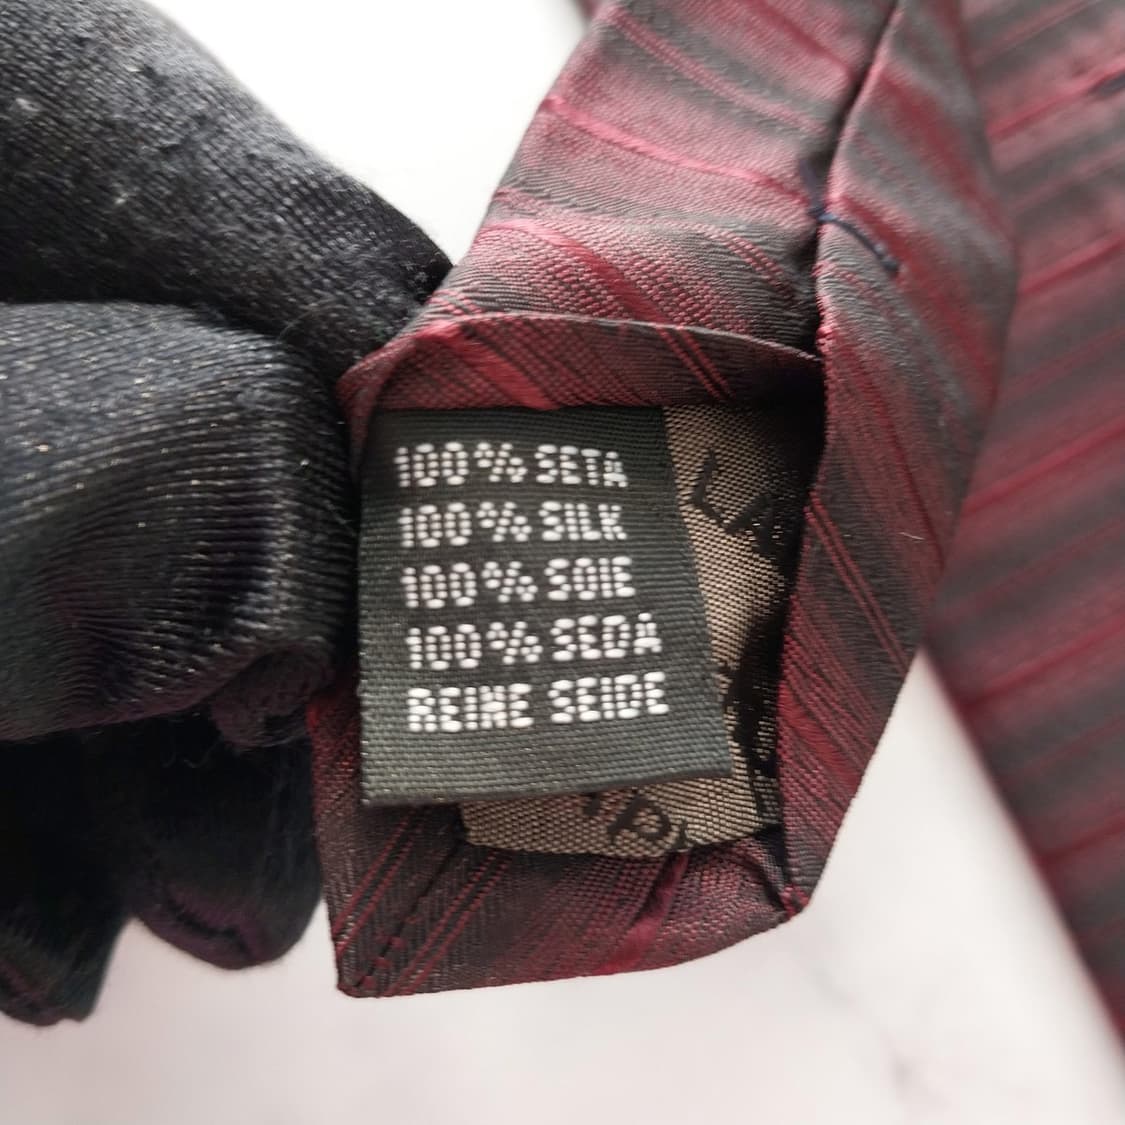 100% SETA
100% SILK
100% SOIE
100% SEDA
REINE SEIDE